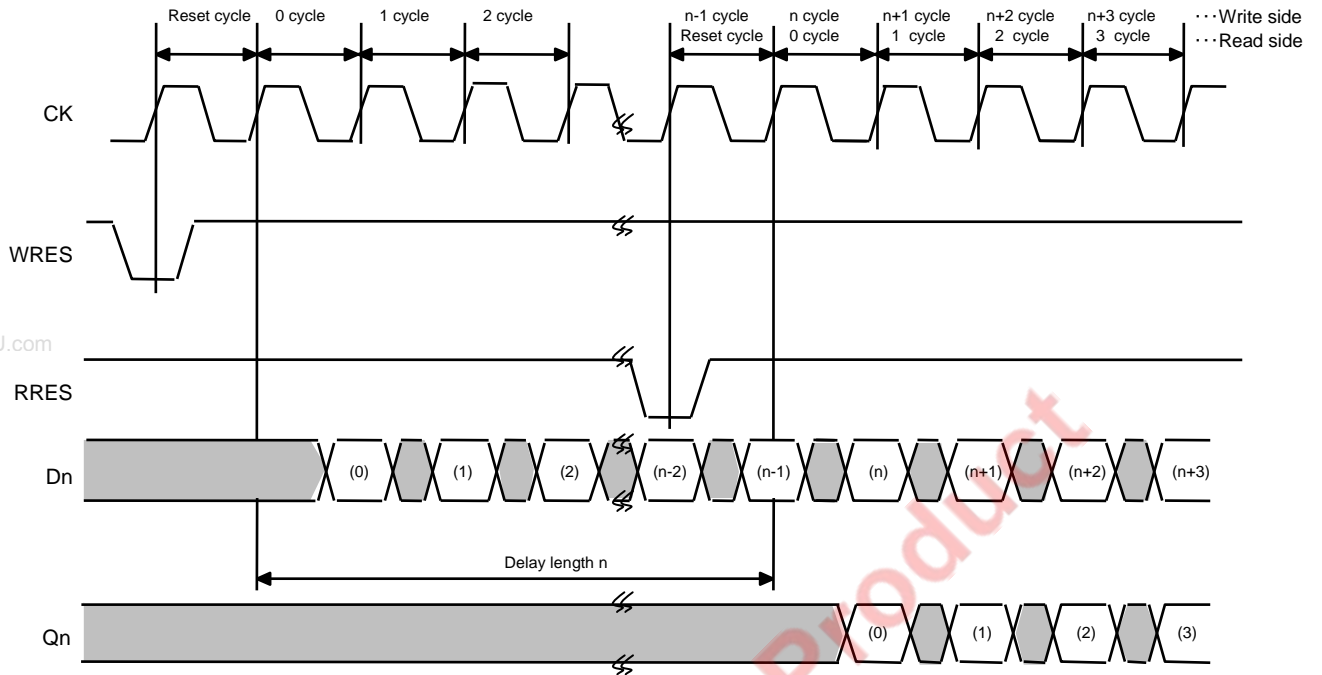 Reset cycle 0 cycle 1 cycle 2 cycle n-1 cycle n cycle n+1 cycle n+2 cycle n+3 cycle ···Write side
Reset cycle 0 cycle 1 cycle 2 cycle 3 cycle ···Read side
CK
WRES
J.com
RRES
Dn (0) (1) (2) (n-2) (n-1) (n) (n+1) (n+2) (n+3)
Delay length n
Qn (0) (1) (2) (3)
Product